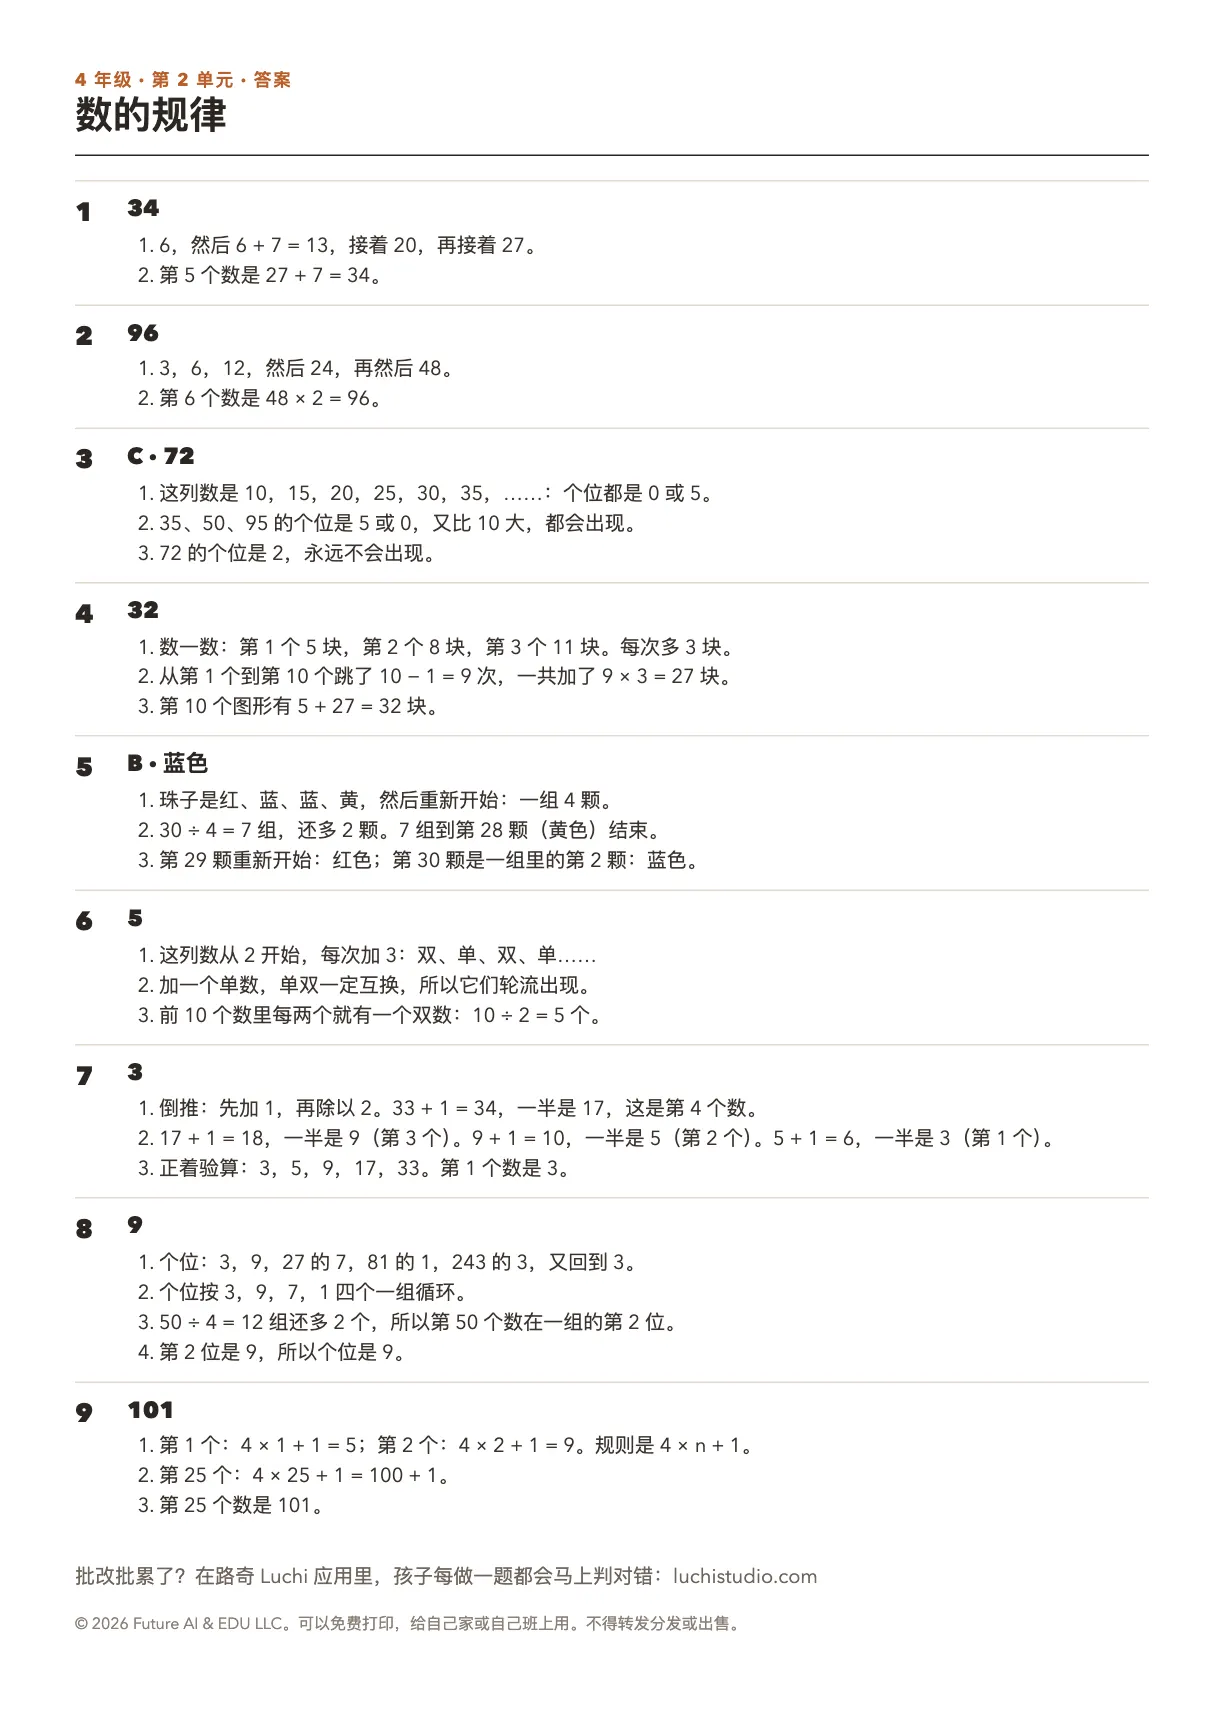 4 年级 · 第 2 单元 · 答案
数的规律
1 34
1. 6，然后 6 + 7 = 13，接着 20，再接着 27。
2. 第 5 个数是 27 + 7 = 34。
2 96
1. 3，6，12，然后 24，再然后 48。
2. 第 6 个数是 48 × 2 = 96。
3 C · 72
1. 这列数是 10，15，20，25，30，35，……：个位都是 0 或 5。
2. 35、50、95 的个位是 5 或 0，又比 10 大，都会出现。
3. 72 的个位是 2，永远不会出现。
4 32
1. 数一数：第 1 个 5 块，第 2 个 8 块，第 3 个 11 块。每次多 3 块。
2. 从第 1 个到第 10 个跳了 10 − 1 = 9 次，一共加了 9 × 3 = 27 块。
3. 第 10 个图形有 5 + 27 = 32 块。
5 B · 蓝色
1. 珠子是红、蓝、蓝、黄，然后重新开始：一组 4 颗。
2. 30 ÷ 4 = 7 组，还多 2 颗。7 组到第 28 颗（黄色）结束。
3. 第 29 颗重新开始：红色；第 30 颗是一组里的第 2 颗：蓝色。
6 5
1. 这列数从 2 开始，每次加 3：双、单、双、单……
2. 加一个单数，单双一定互换，所以它们轮流出现。
3. 前 10 个数里每两个就有一个双数：10 ÷ 2 = 5 个。
7 3
1. 倒推：先加 1，再除以 2。33 + 1 = 34，一半是 17，这是第 4 个数。
2. 17 + 1 = 18，一半是 9（第 3 个）。9 + 1 = 10，一半是 5（第 2 个）。5 + 1 = 6，一半是 3（第 1 个）。
3. 正着验算：3，5，9，17，33。第 1 个数是 3。
8 9
1. 个位：3，9，27 的 7，81 的 1，243 的 3，又回到 3。
2. 个位按 3，9，7，1 四个一组循环。
3. 50 ÷ 4 = 12 组还多 2 个，所以第 50 个数在一组的第 2 位。
4. 第 2 位是 9，所以个位是 9。
9 101
1. 第 1 个：4 × 1 + 1 = 5；第 2 个：4 × 2 + 1 = 9。规则是 4 × n + 1。
2. 第 25 个：4 × 25 + 1 = 100 + 1。
3. 第 25 个数是 101。
批改批累了？在路奇 Luchi 应用里，孩子每做一题都会马上判对错：luchistudio.com
© 2026 Future AI & EDU LLC。可以免费打印，给自己家或自己班上用。不得转发分发或出售。